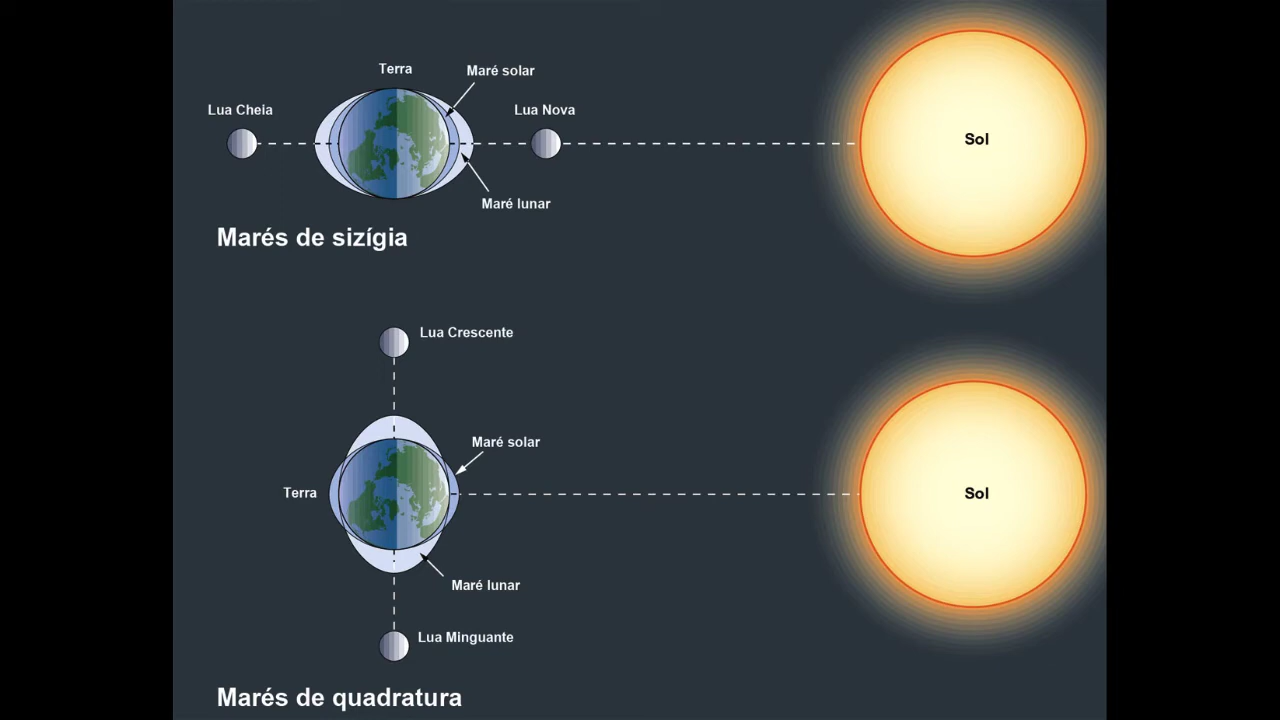 Terra
Maré solar
Lua Cheia
Lua Nova
Sol
Maré lunar
Marés de sizígia
Lua Crescente
Maré solar
Terra
Sol
Maré lunar
Lua Minguante
Marés de quadratura